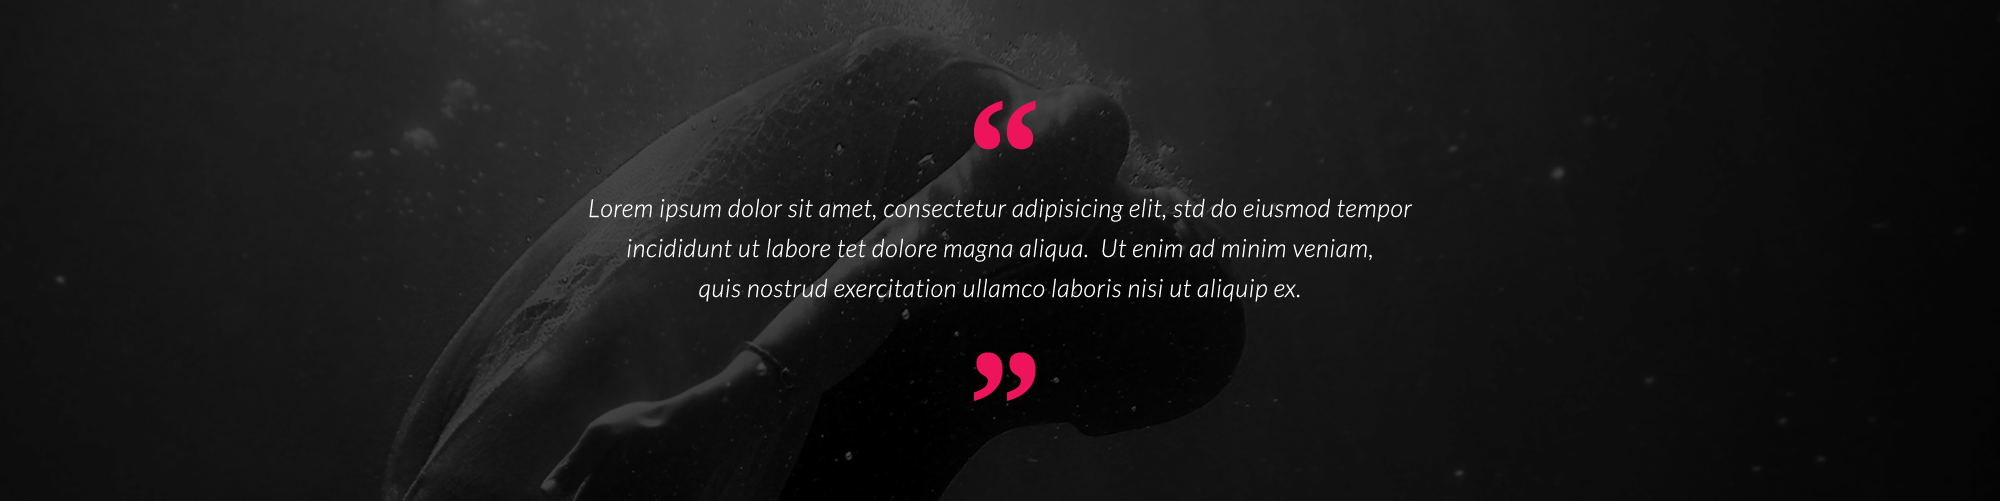 “
Lorem ipsum dolor sit amet, consectetur adipisicing elit, std do eiusmod tempor
incididunt ut labore tet dolore magna aliqua.  Ut enim ad minim veniam,
quis nostrud exercitation ullamco laboris nisi ut aliquip ex.
”